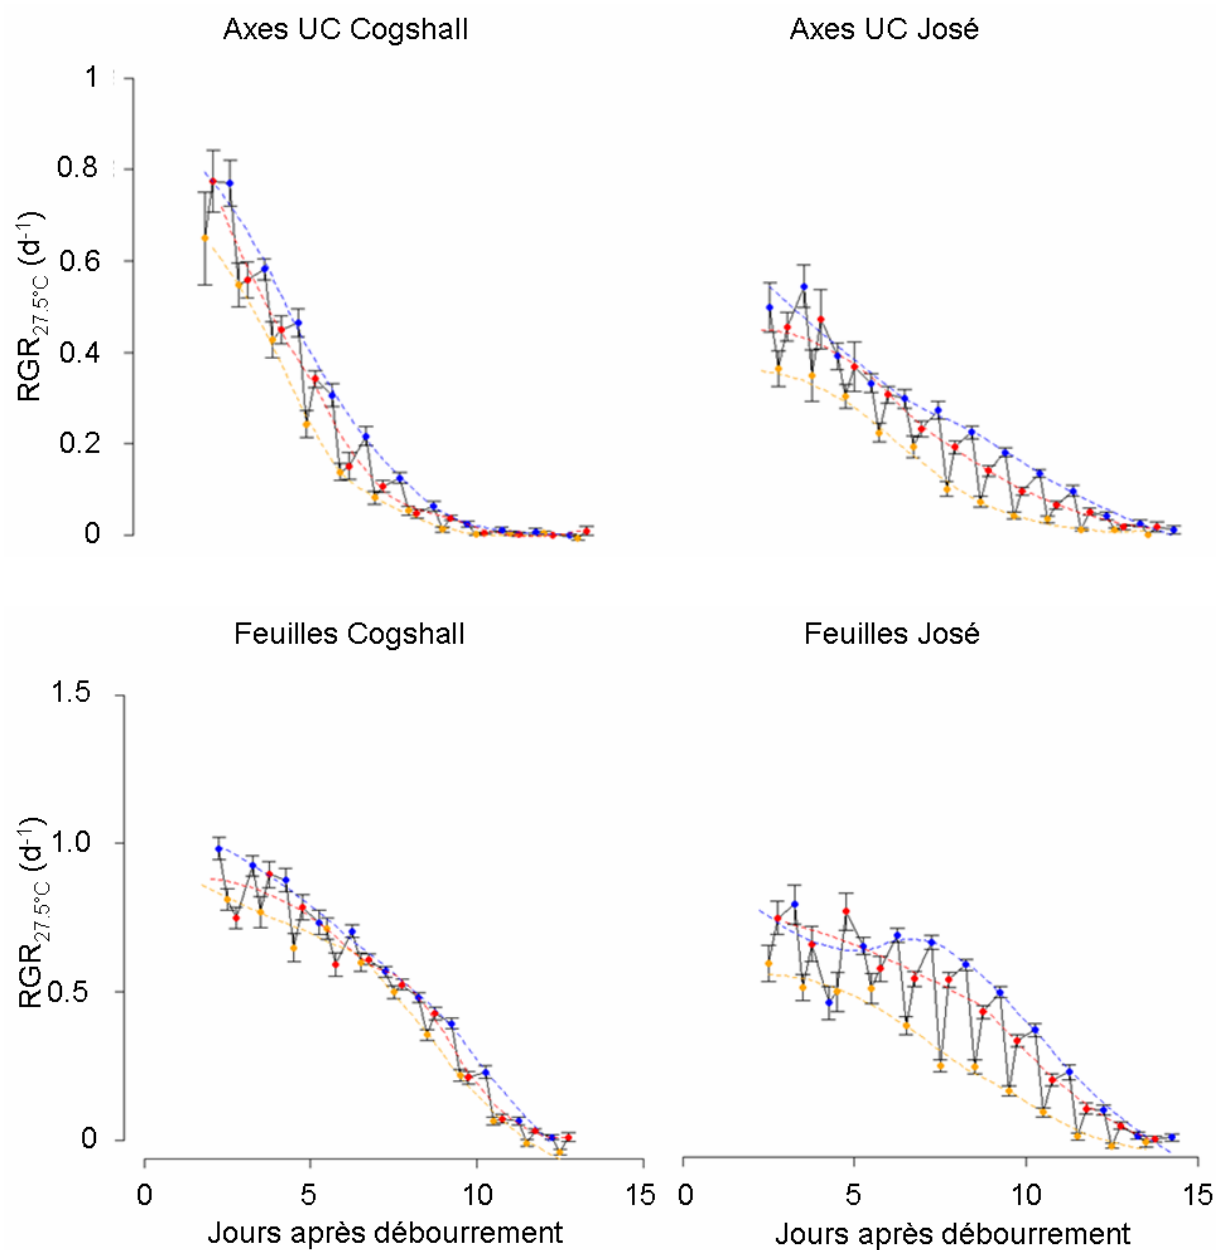 Axes UC Cogshall
Axes UC José
1
0.8
0.6
0.4
0.2
0
RGR27.5°C (d-1)
Feuilles Cogshall
Feuilles José
1.5
1.0
0.5
0
RGR27.5°C (d-1)
0 5 10 15
0 5 10 15
Jours après débourrement
Jours après débourrement